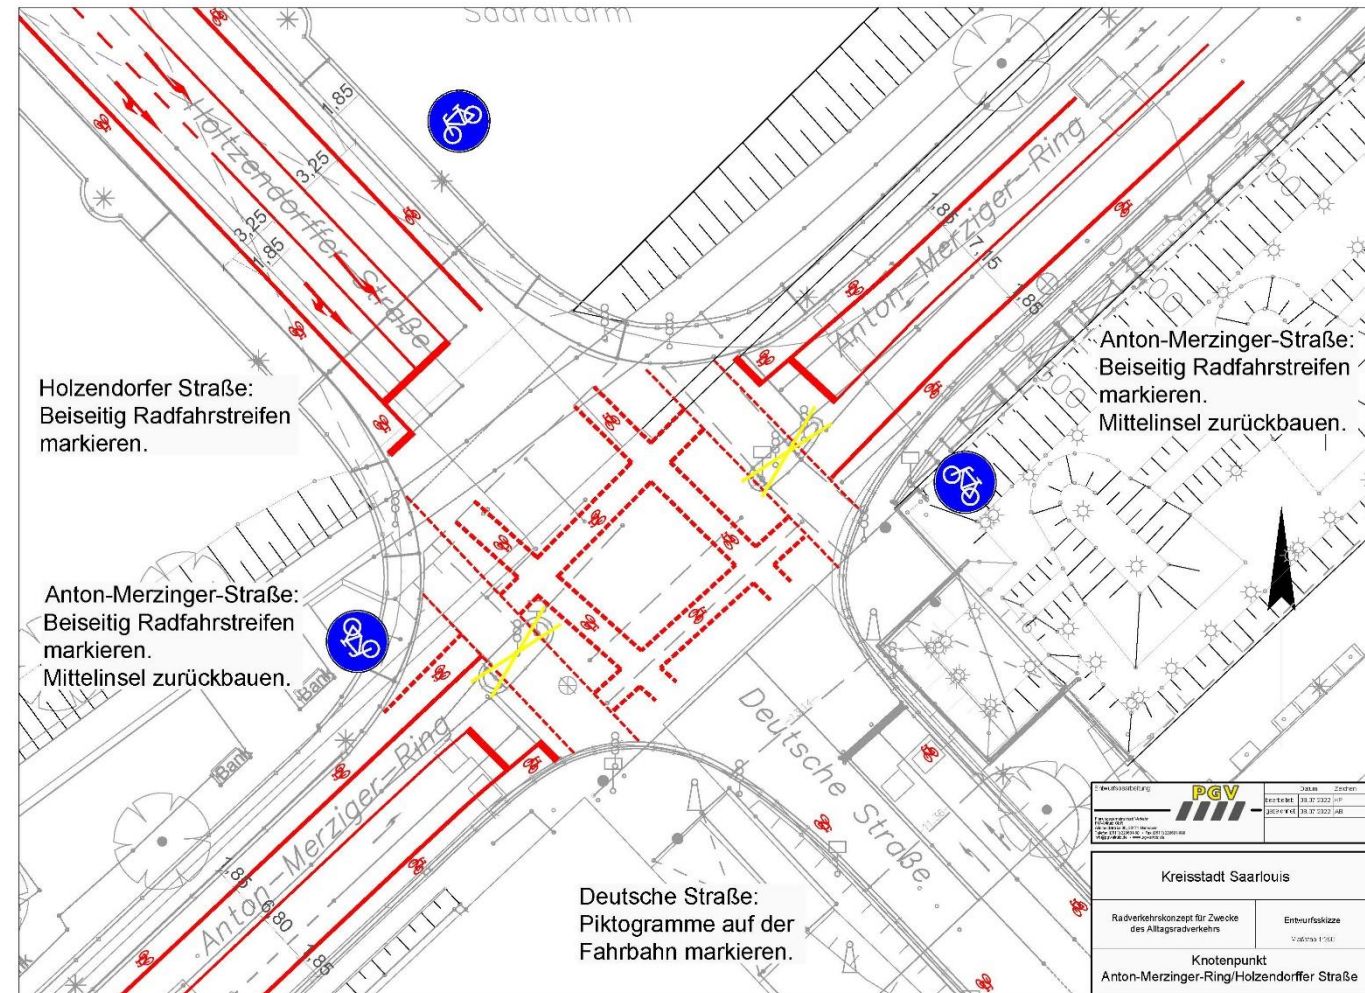 Saaraltarm
1,85
3,25
Holtzendorffer Straße
3,25
1,85
Anton-Merziger-Ring
1,85
7,15
1,85
Anton-Merzinger-Straße:
Beiseitig Radfahrstreifen
markieren.
Mittelinsel zurückbauen.
Holzendorfer Straße:
Beiseitig Radfahrstreifen
markieren.
Anton-Merzinger-Straße:
Beiseitig Radfahrstreifen
markieren.
Mittelinsel zurückbauen.
Bank
Bank
Anton-Merziger-Ring
1,85
6,80
1,85
Deutsche Straße
Deutsche Straße:
Piktogramme auf der
Fahrbahn markieren.
PGV
Datum Zeichen
Kreisstadt Saarlouis
Radverkehrskonzept für Zwecke
des Alltagsradverkehrs
Entwurfsskizze
Knotenpunkt
Anton-Merzinger-Ring/Holzendorffer Straße